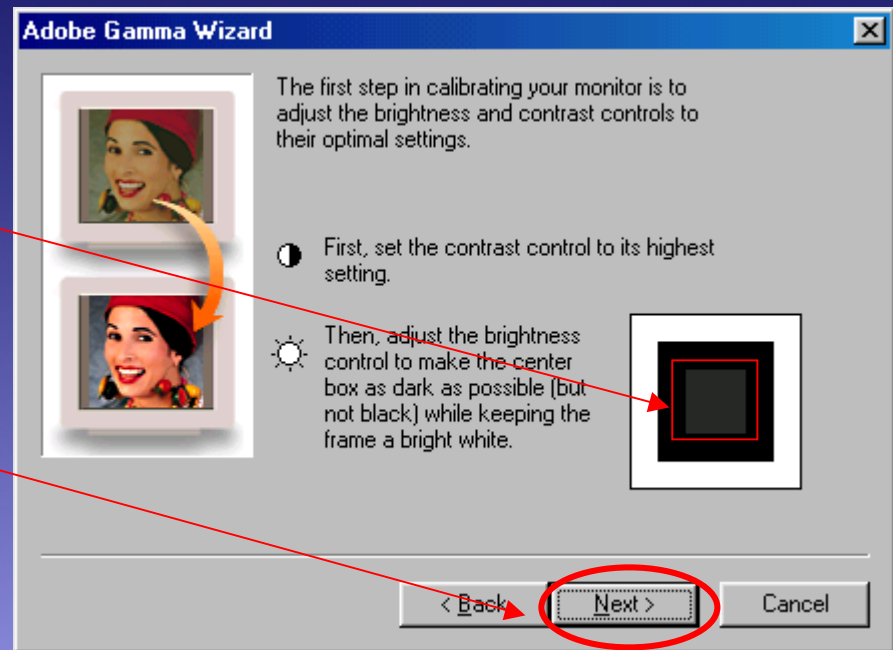 Adobe Gamma Wizard
The first step in calibrating your monitor is to
adjust the brightness and contrast controls to
their optimal settings.
First, set the contrast control to its highest
setting.
Then, adjust the brightness
control to make the center
box as dark as possible (but
not black) while keeping the
frame a bright white.
< Back
Next >
Cancel